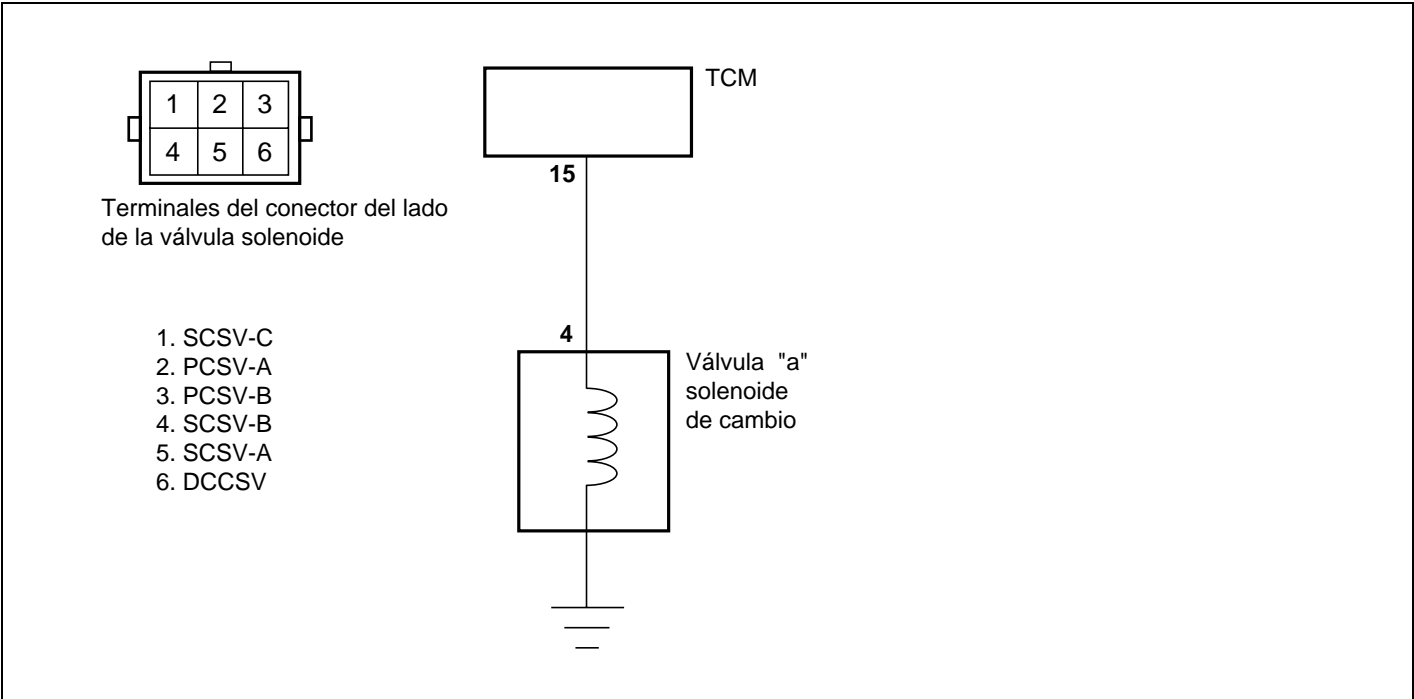 1 2 3
4 5 6
Terminales del conector del lado
de la válvula solenoide
1. SCSV-C
2. PCSV-A
3. PCSV-B
4. SCSV-B
5. SCSV-A
6. DCCSV
TCM
15
4
Válvula "a"
solenoide
de cambio